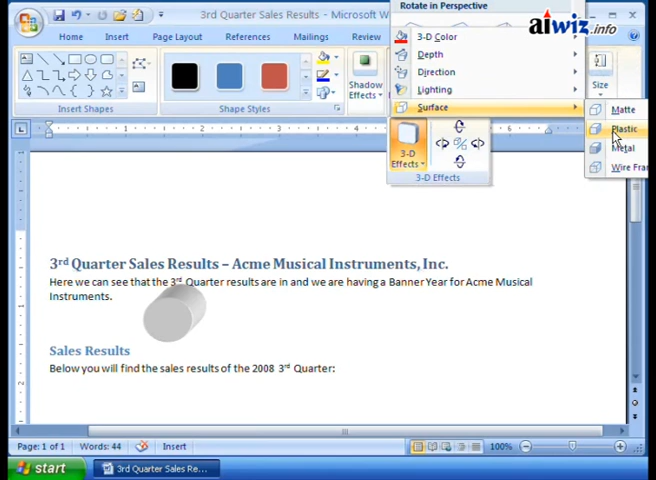 Rotate in Perspective
3rd Quarter Sales Results - Microsoft W
aiwiz.info
Home
Insert
Page Layout
References
Mailings
Review
3-D Color
Depth
Direction
Lighting
Surface
Matte
Plastic
Metal
Wire Fra
Shadow
Effects
Size
Insert Shapes
Shape Styles
3-D
Effects
3-D Effects
3rd Quarter Sales Results – Acme Musical Instruments, Inc.
Here we can see that the 3rd Quarter results are in and we are having a Banner Year for Acme Musical
Instruments.
Sales Results
Below you will find the sales results of the 2008 3rd Quarter:
Page: 1 of 1
Words: 44
Insert
100%
start
3rd Quarter Sales Re...